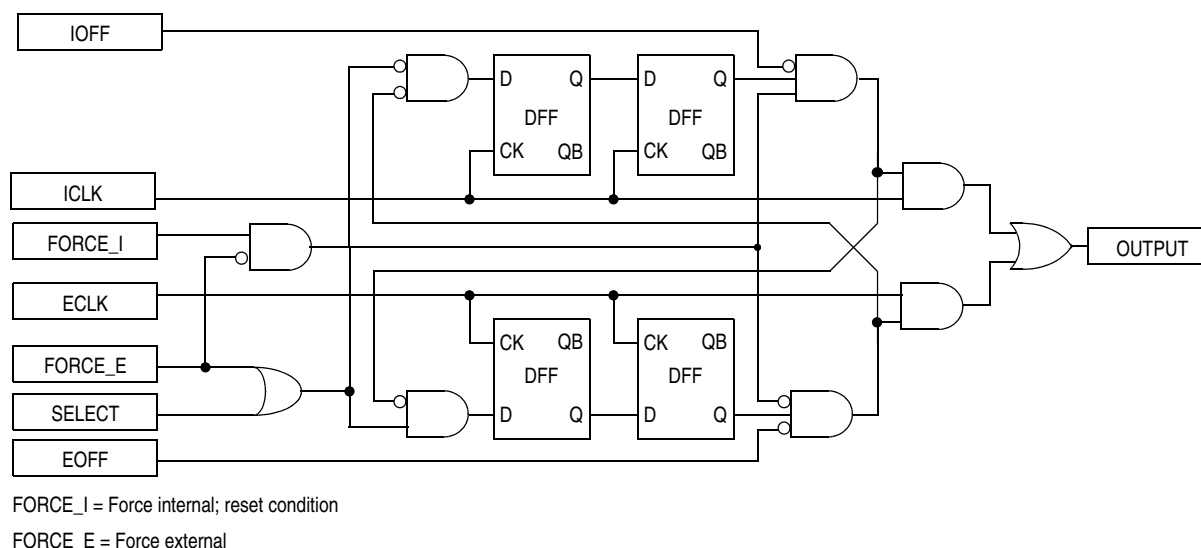 IOFF
D Q
D Q
DFF
DFF
CK QB
CK QB
ICLK
FORCE_I
OUTPUT
ECLK
CK QB
CK QB
FORCE_E
DFF
DFF
SELECT
D Q
D Q
EOFF
FORCE_I = Force internal; reset condition
FORCE_E = Force external